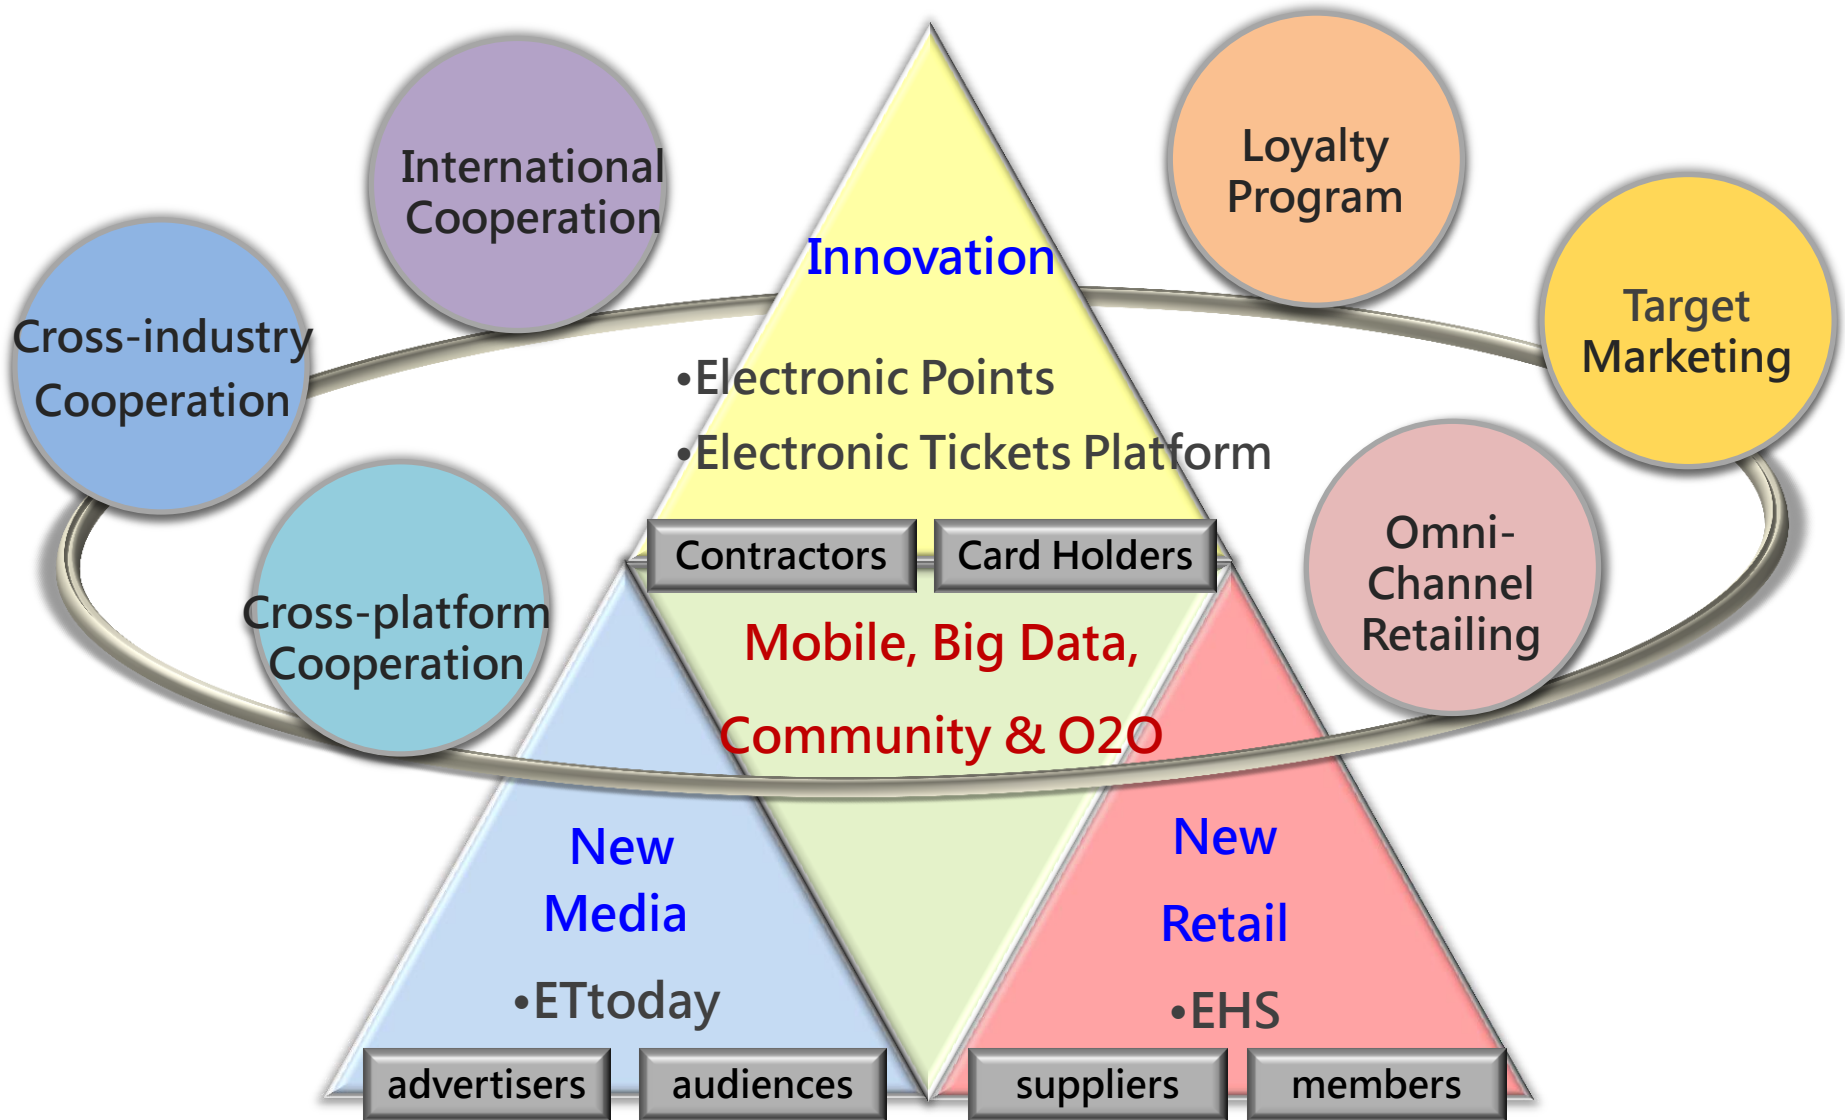 International
Cooperation
Loyalty
Program
Cross-industry
Cooperation
Innovation
Target
Marketing
•Electronic Points
•Electronic Tickets Platform
Cross-platform
Cooperation
Contractors
Card Holders
Omni-
Channel
Retailing
Mobile, Big Data,
Community & O2O
New
Media
•ETtoday
New
Retail
•EHS
advertisers
audiences
suppliers
members